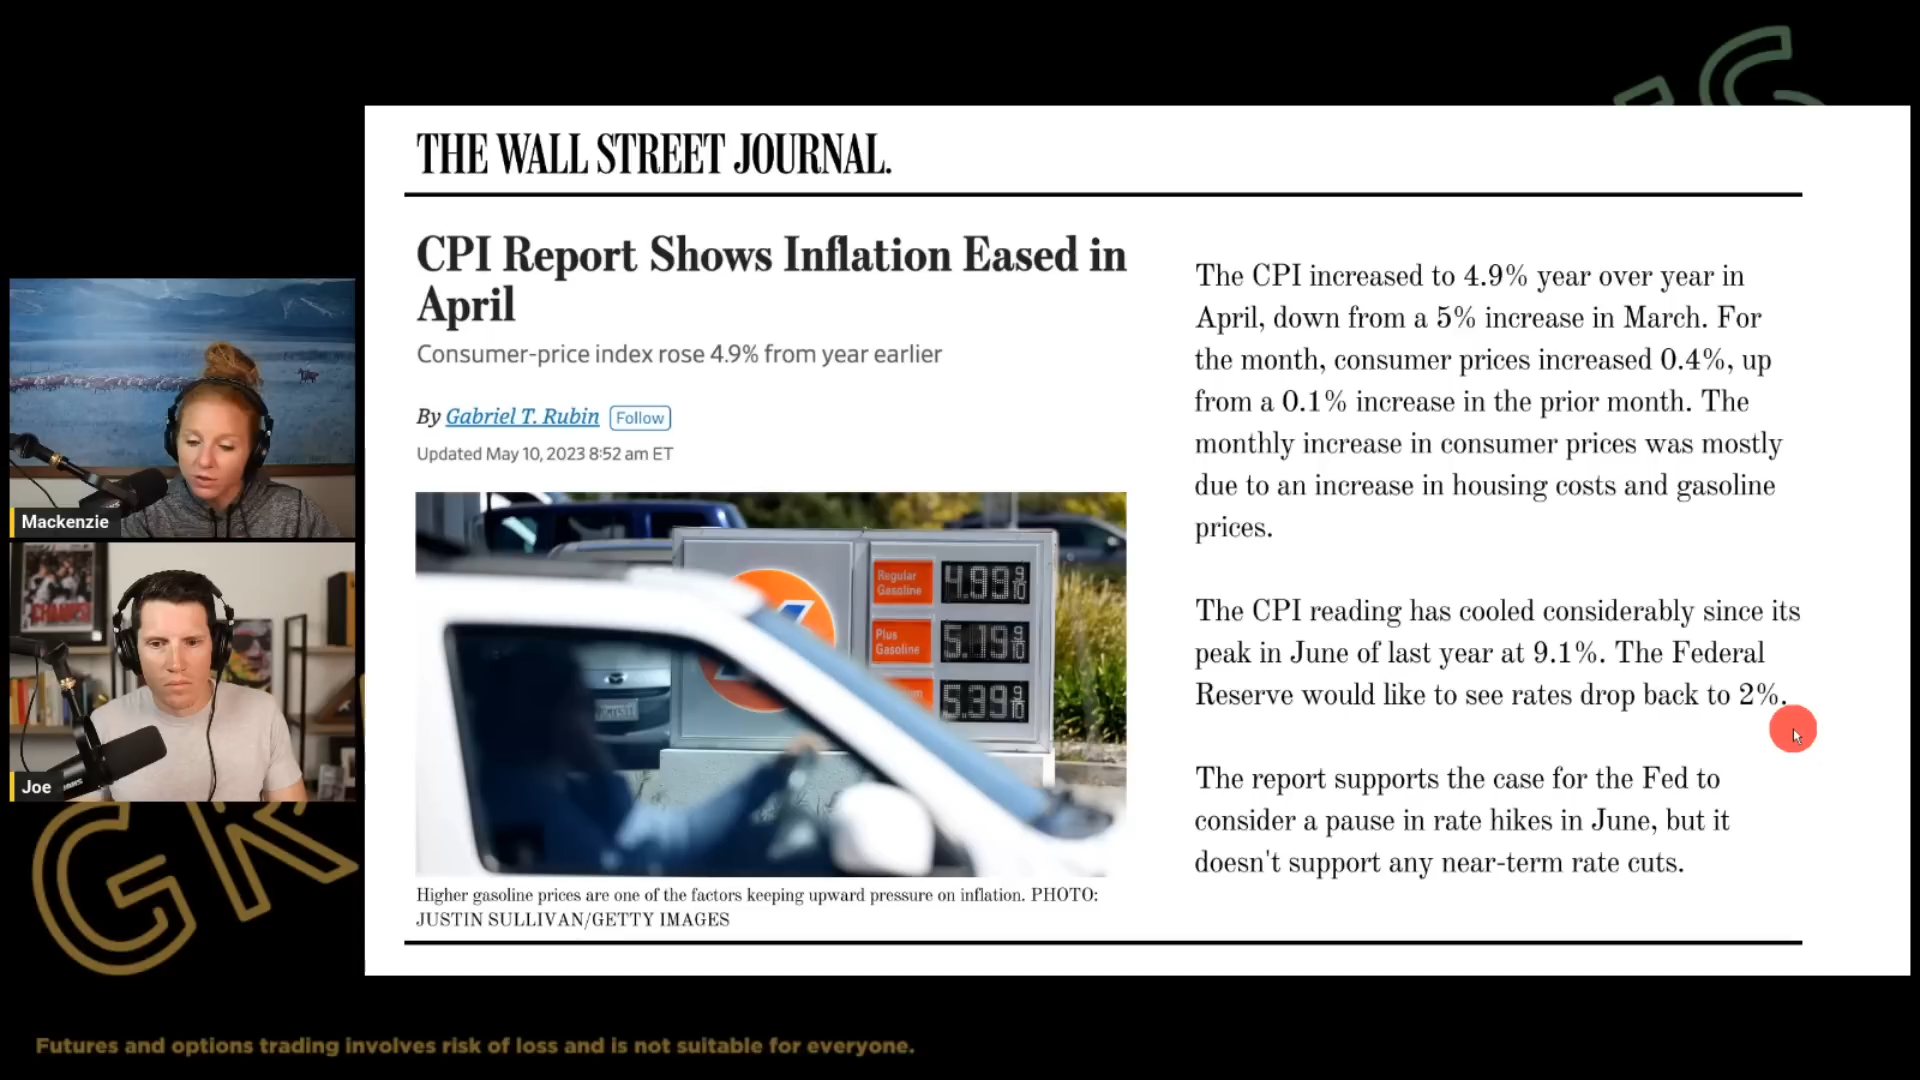 THE WALL STREET JOURNAL.
CPI Report Shows Inflation Eased in
April
Consumer-price index rose 4.9% from year earlier
By Gabriel T. Rubin Follow
Updated May 10, 2023 8:52 am ET
Regular
Gasoline
4.99 9/10
Plus
Gasoline
5.19 9/10
5.39 9/10
Higher gasoline prices are one of the factors keeping upward pressure on inflation. PHOTO:
JUSTIN SULLIVAN/GETTY IMAGES
The CPI increased to 4.9% year over year in
April, down from a 5% increase in March. For
the month, consumer prices increased 0.4%, up
from a 0.1% increase in the prior month. The
monthly increase in consumer prices was mostly
due to an increase in housing costs and gasoline
prices.
The CPI reading has cooled considerably since its
peak in June of last year at 9.1%. The Federal
Reserve would like to see rates drop back to 2%.
The report supports the case for the Fed to
consider a pause in rate hikes in June, but it
doesn't support any near-term rate cuts.
Mackenzie
Joe
Futures and options trading involves risk of loss and is not suitable for everyone.